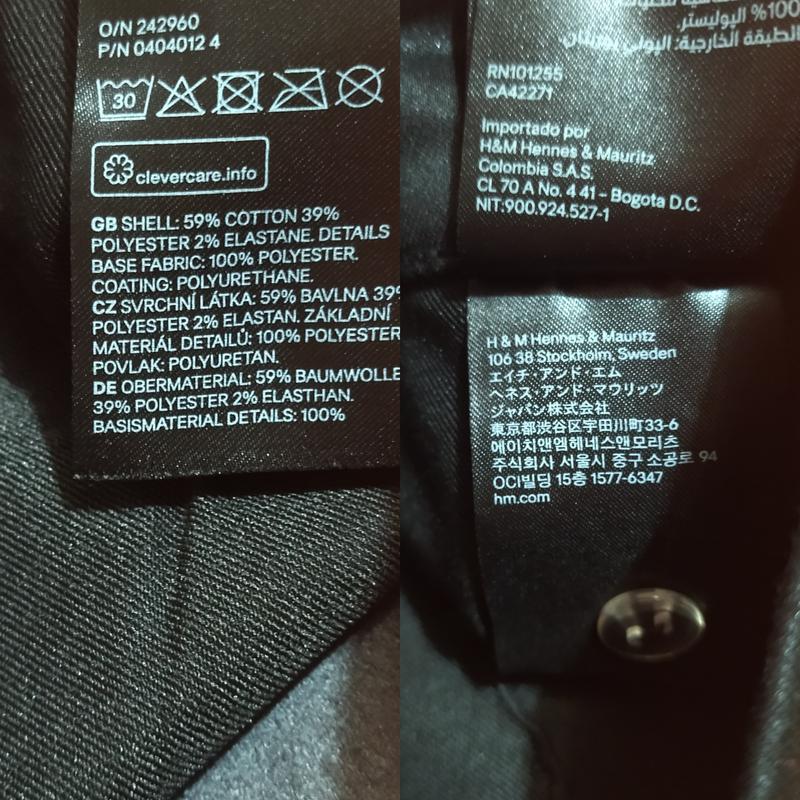 O/N 242960
P/N 0404012 4
30
clevercare.info
GB SHELL: 59% COTTON 39%
POLYESTER 2% ELASTANE. DETAILS
BASE FABRIC: 100% POLYESTER.
COATING: POLYURETHANE.
CZ SVRCHNÍ LÁTKA: 59% BAVLNA 39%
POLYESTER 2% ELASTAN. ZÁKLADNÍ
MATERIÁL DETAILŮ: 100% POLYESTER
POVLAK: POLYURETAN.
DE OBERMATERIAL: 59% BAUMWOLLE
39% POLYESTER 2% ELASTHAN.
BASISMATERIAL DETAILS: 100%
100% البوليستر.
الطبقة الخارجية: البولي يوريثان
RN101255
CA42271
Importado por
H&M Hennes & Mauritz
Colombia S.A.S.
CL 70 A No. 4 41 - Bogota D.C.
NIT:900.924.527-1
H & M Hennes & Mauritz
106 38 Stockholm, Sweden
エイチ・アンド・エム
ヘネス・アンド・マウリッツ
ジャパン株式会社
東京都渋谷区宇田川町33-6
에이치앤엠헤네스앤모리츠
주식회사 서울시 중구 소공로 94
OCI빌딩 15층 1577-6347
hm.com